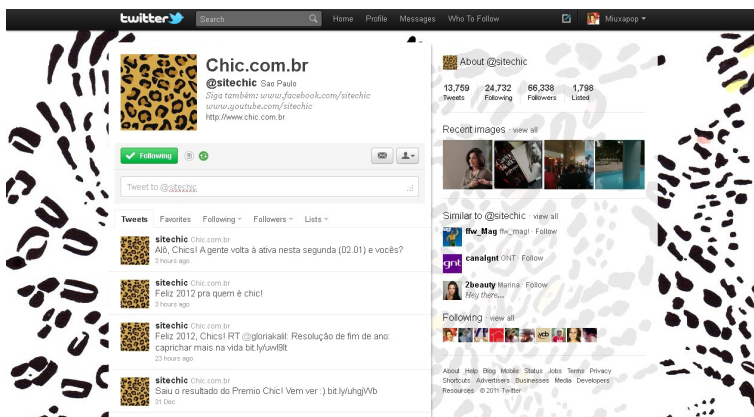 twitter
Search
Home Profile Messages Who To Follow
Miuxapop
Chic.com.br
@sitechic Sao Paulo
Siga também: www.facebook.com/sitechic
www.youtube.com/sitechic
http://www.chic.com.br
Following
Tweet to @sitechic
Tweets Favorites Following Followers Lists
sitechic Chic.com.br
Alô, Chics! A gente volta à ativa nesta segunda (02.01) e vocês?
3 hours ago
sitechic Chic.com.br
Feliz 2012 pra quem é chic!
3 hours ago
sitechic Chic.com.br
Feliz 2012, Chics! RT @gloriakalil: Resolução de fim de ano:
caprichar mais na vida
23 hours ago
sitechic Chic.com.br
Saiu o resultado do Premio Chic! Vem ver :) bit.ly/uhgjWb
31 Dec
About @sitechic
13,759 24,732 66,338 1,798
Tweets Following Followers Listed
Recent images · view all
Similar to @sitechic · view all
ffw_Mag ffw_mag! · Follow
canalgnt GNT · Follow
gnt
2beauty Marina · Follow
Hey there...
Following · view all
vcb
About Help Blog Mobile Status Jobs Terms Privacy
Shortcuts Advertisers Businesses Media Developers
Resources © 2011 Twitter